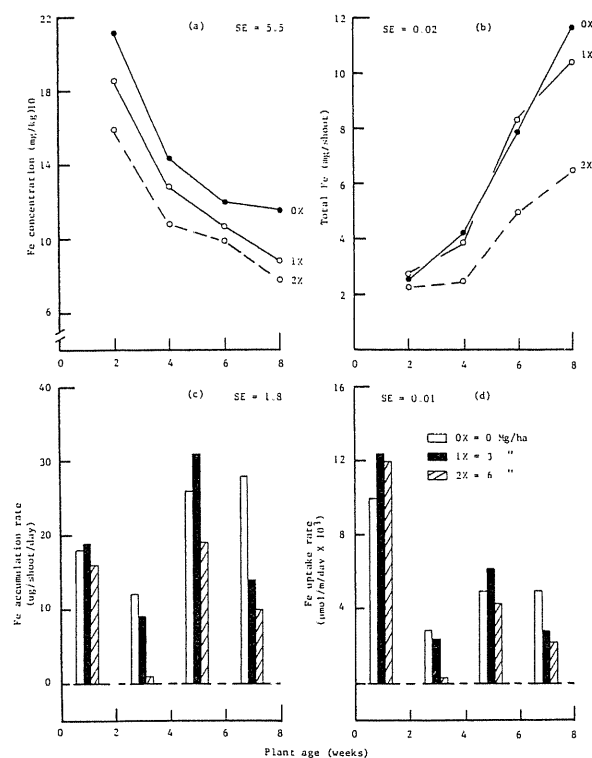 (a) SE = 5.5
Fe concentration (mg/kg)10
22
18
14
10
6
0X
1X
2X
0 2 4 6 8
SE = 0.02 (b)
Total Fe (mg/shoot)
12
10
8
6
4
2
0X
1X
2X
0 2 4 6 8
(c) SE = 1.8
Fe accumulation rate
(ug/shoot/day)
40
30
20
10
0
0 2 4 6 8
SE = 0.01 (d)
0X = 0 Mg/ha
1X = 3 "
2X = 6 "
Fe uptake rate
(µmol/m/day X 10³)
16
12
8
4
0 2 4 6 8
Plant age (weeks)